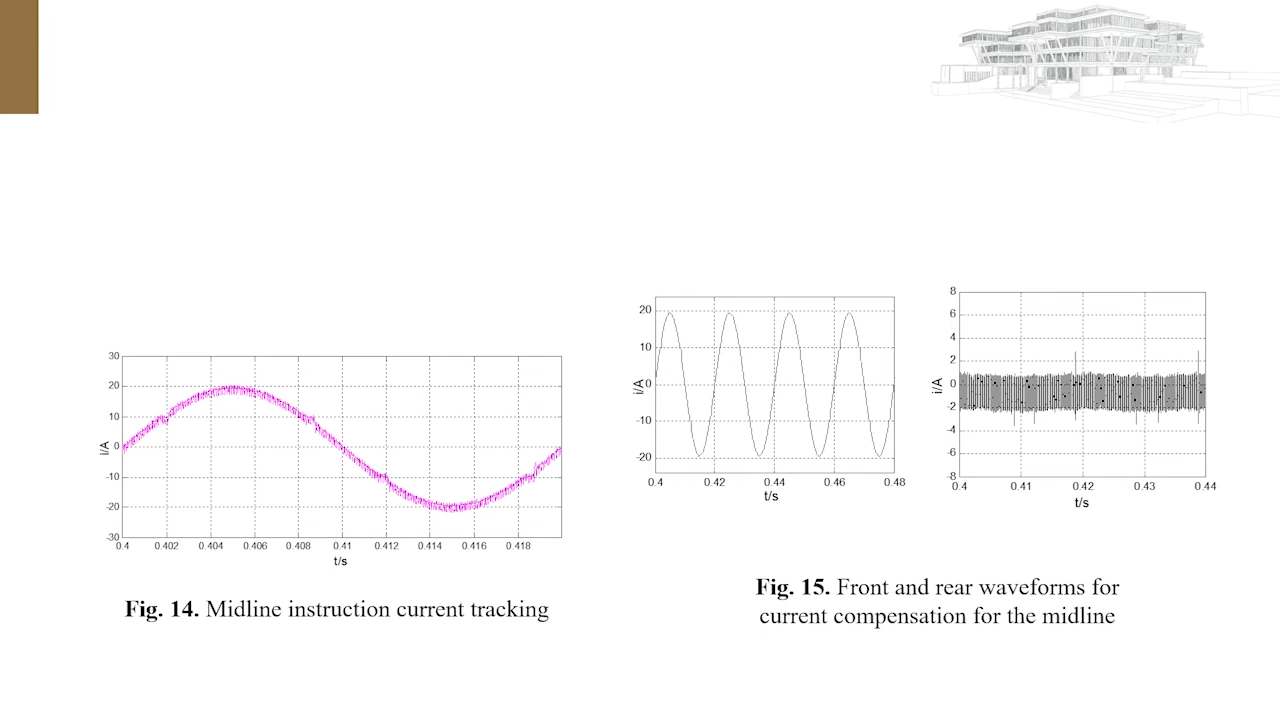 30
20
10
0
-10
-20
-30
i/A
0.4 0.402 0.404 0.406 0.408 0.41 0.412 0.414 0.416 0.418
t/s
Fig. 14. Midline instruction current tracking
20
10
0
-10
-20
i/A
0.4 0.42 0.44 0.46 0.48
t/s
8
6
4
2
0
-2
-4
-6
-8
i/A
0.4 0.41 0.42 0.43 0.44
t/s
Fig. 15. Front and rear waveforms for
current compensation for the midline